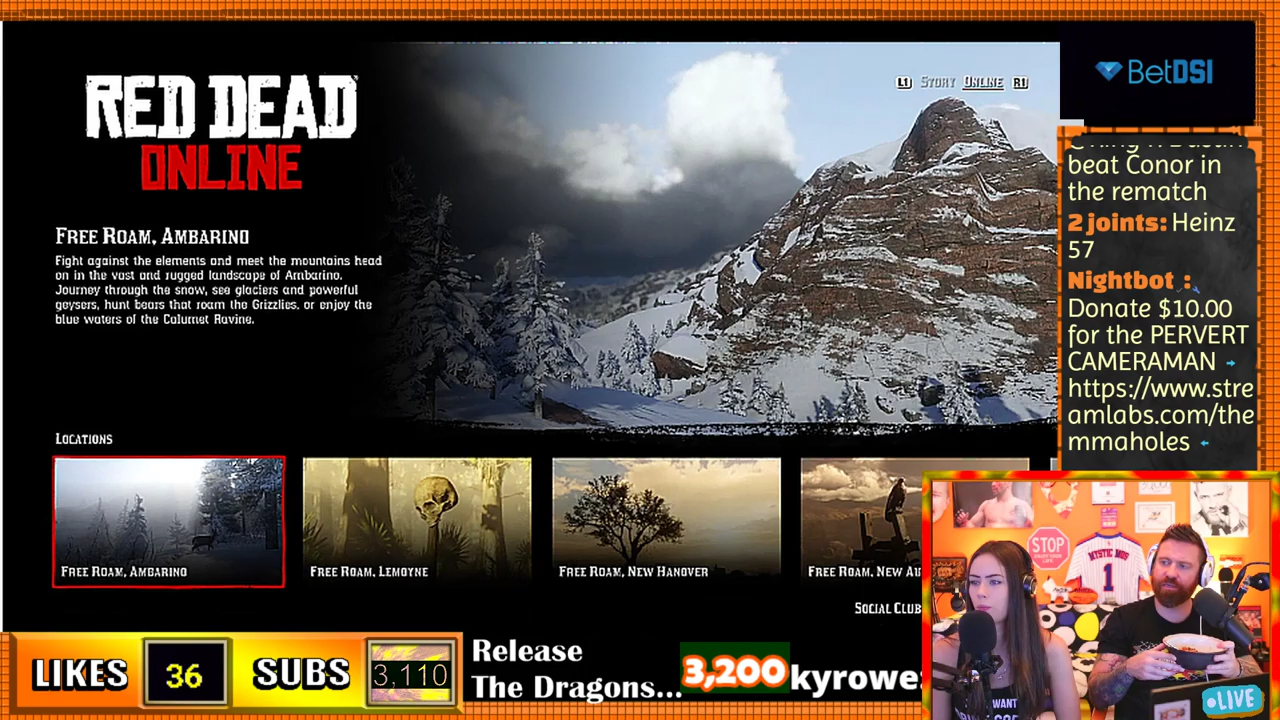 RED DEAD
ONLINE
L1 STORY ONLINE R1
FREE ROAM, AMBARINO
Fight against the elements and meet the mountains head
on in the vast and rugged landscape of Ambarino.
Journey through the snow, see glaciers and powerful
geysers, hunt bears that roam the Grizzlies, or enjoy the
blue waters of the Calumet Ravine.
LOCATIONS
FREE ROAM, AMBARINO
FREE ROAM, LEMOYNE
FREE ROAM, NEW HANOVER
FREE ROAM, NEW AU
SOCIAL CLUB
BetDSI
beat Conor in
the rematch
2 joints: Heinz
57
Nightbot :
Donate $10.00
for the PERVERT
CAMERAMAN
https://www.stre
amlabs.com/the
mmaholes
STOP
MYSTIC MAC
1
WANT
LIVE
LIKES
36
SUBS
3,110
Release
The Dragons...
3,200
kyrowe